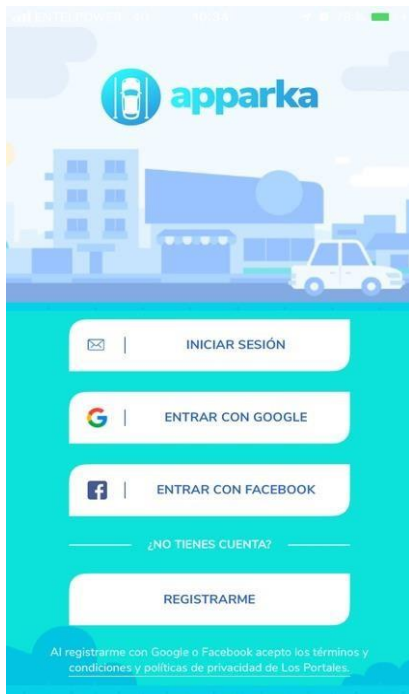 apparka
INICIAR SESIÓN
ENTRAR CON GOOGLE
ENTRAR CON FACEBOOK
¿NO TIENES CUENTA?
REGISTRARME
Al registrarme con Google o Facebook acepto los términos y
condiciones y políticas de privacidad de Los Portales.